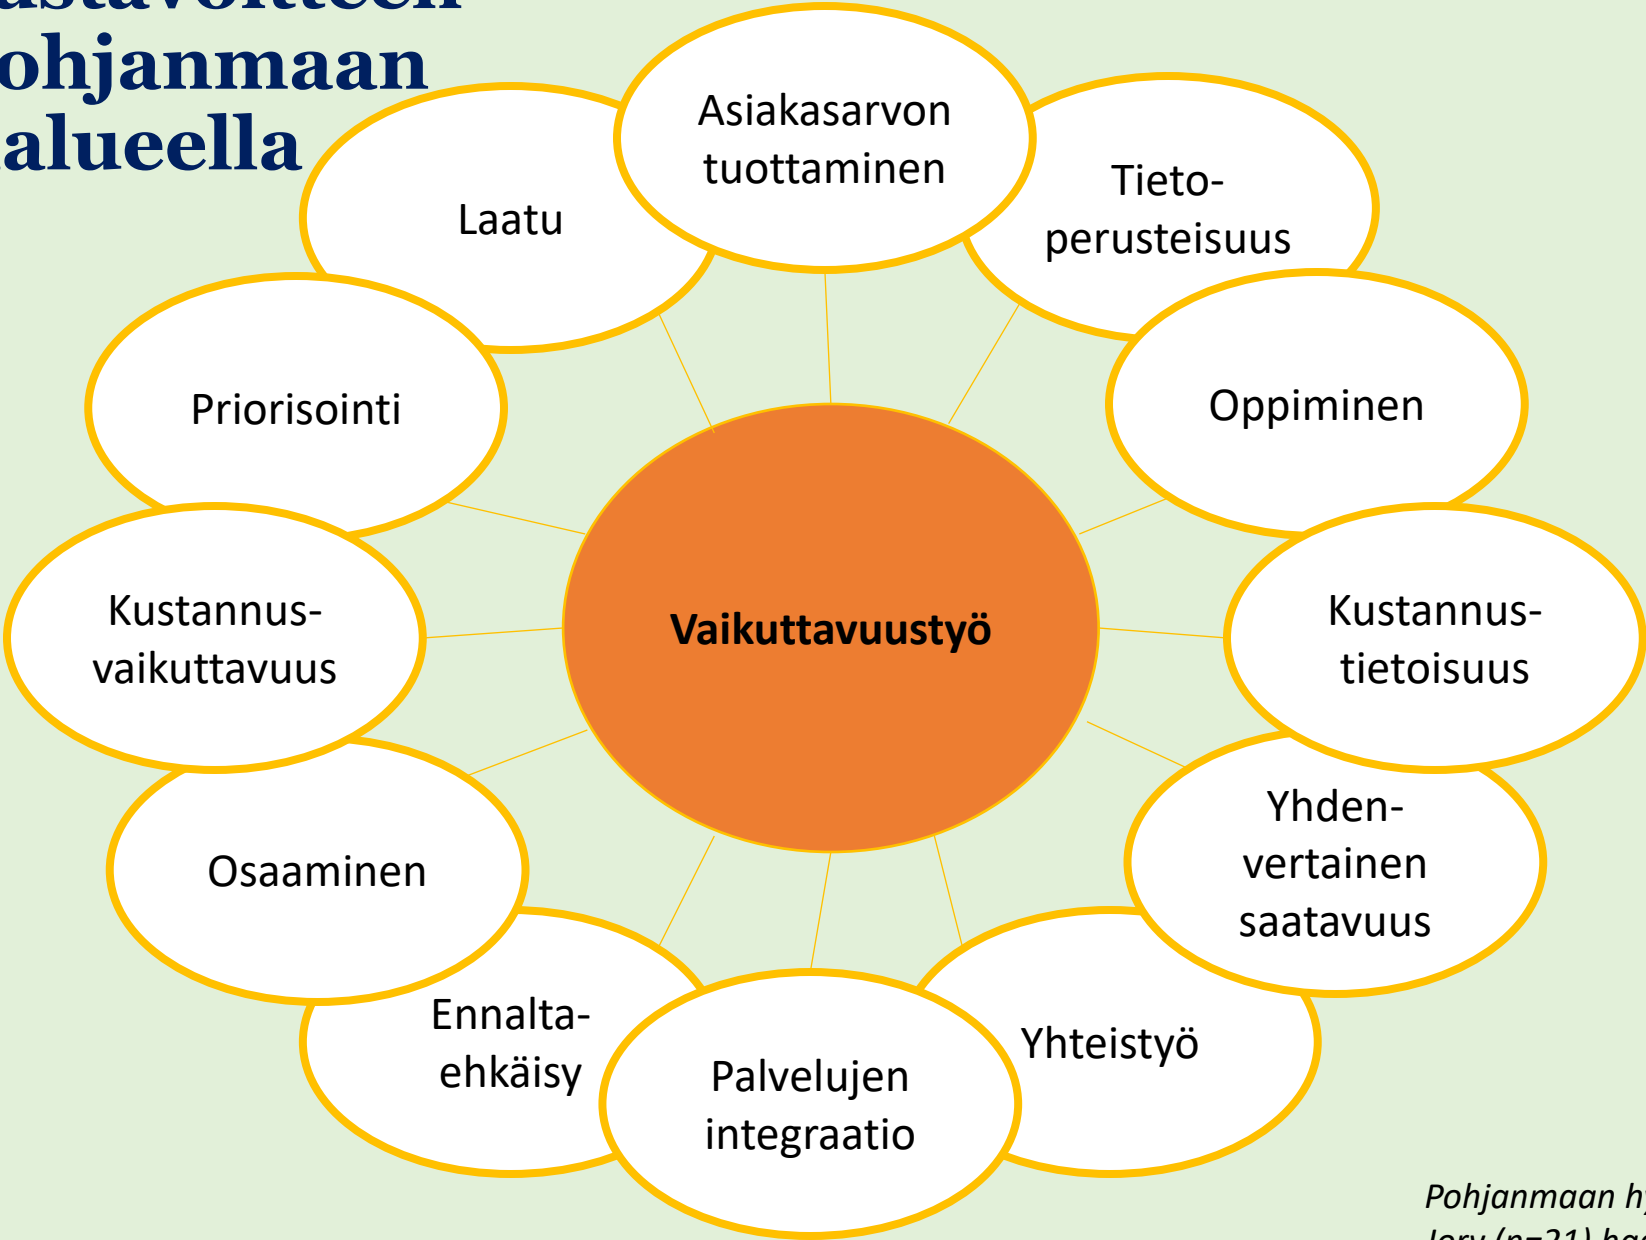 alueella
Asiakasarvon
tuottaminen
Tieto-
perusteisuus
Laatu
Oppiminen
Priorisointi
Kustannus-
vaikuttavuus
Vaikuttavuustyö
Kustannus-
tietoisuus
Yhden-
vertainen
saatavuus
Osaaminen
Ennalta-
ehkäisy
Palvelujen
integraatio
Yhteistyö
Pohjanmaan